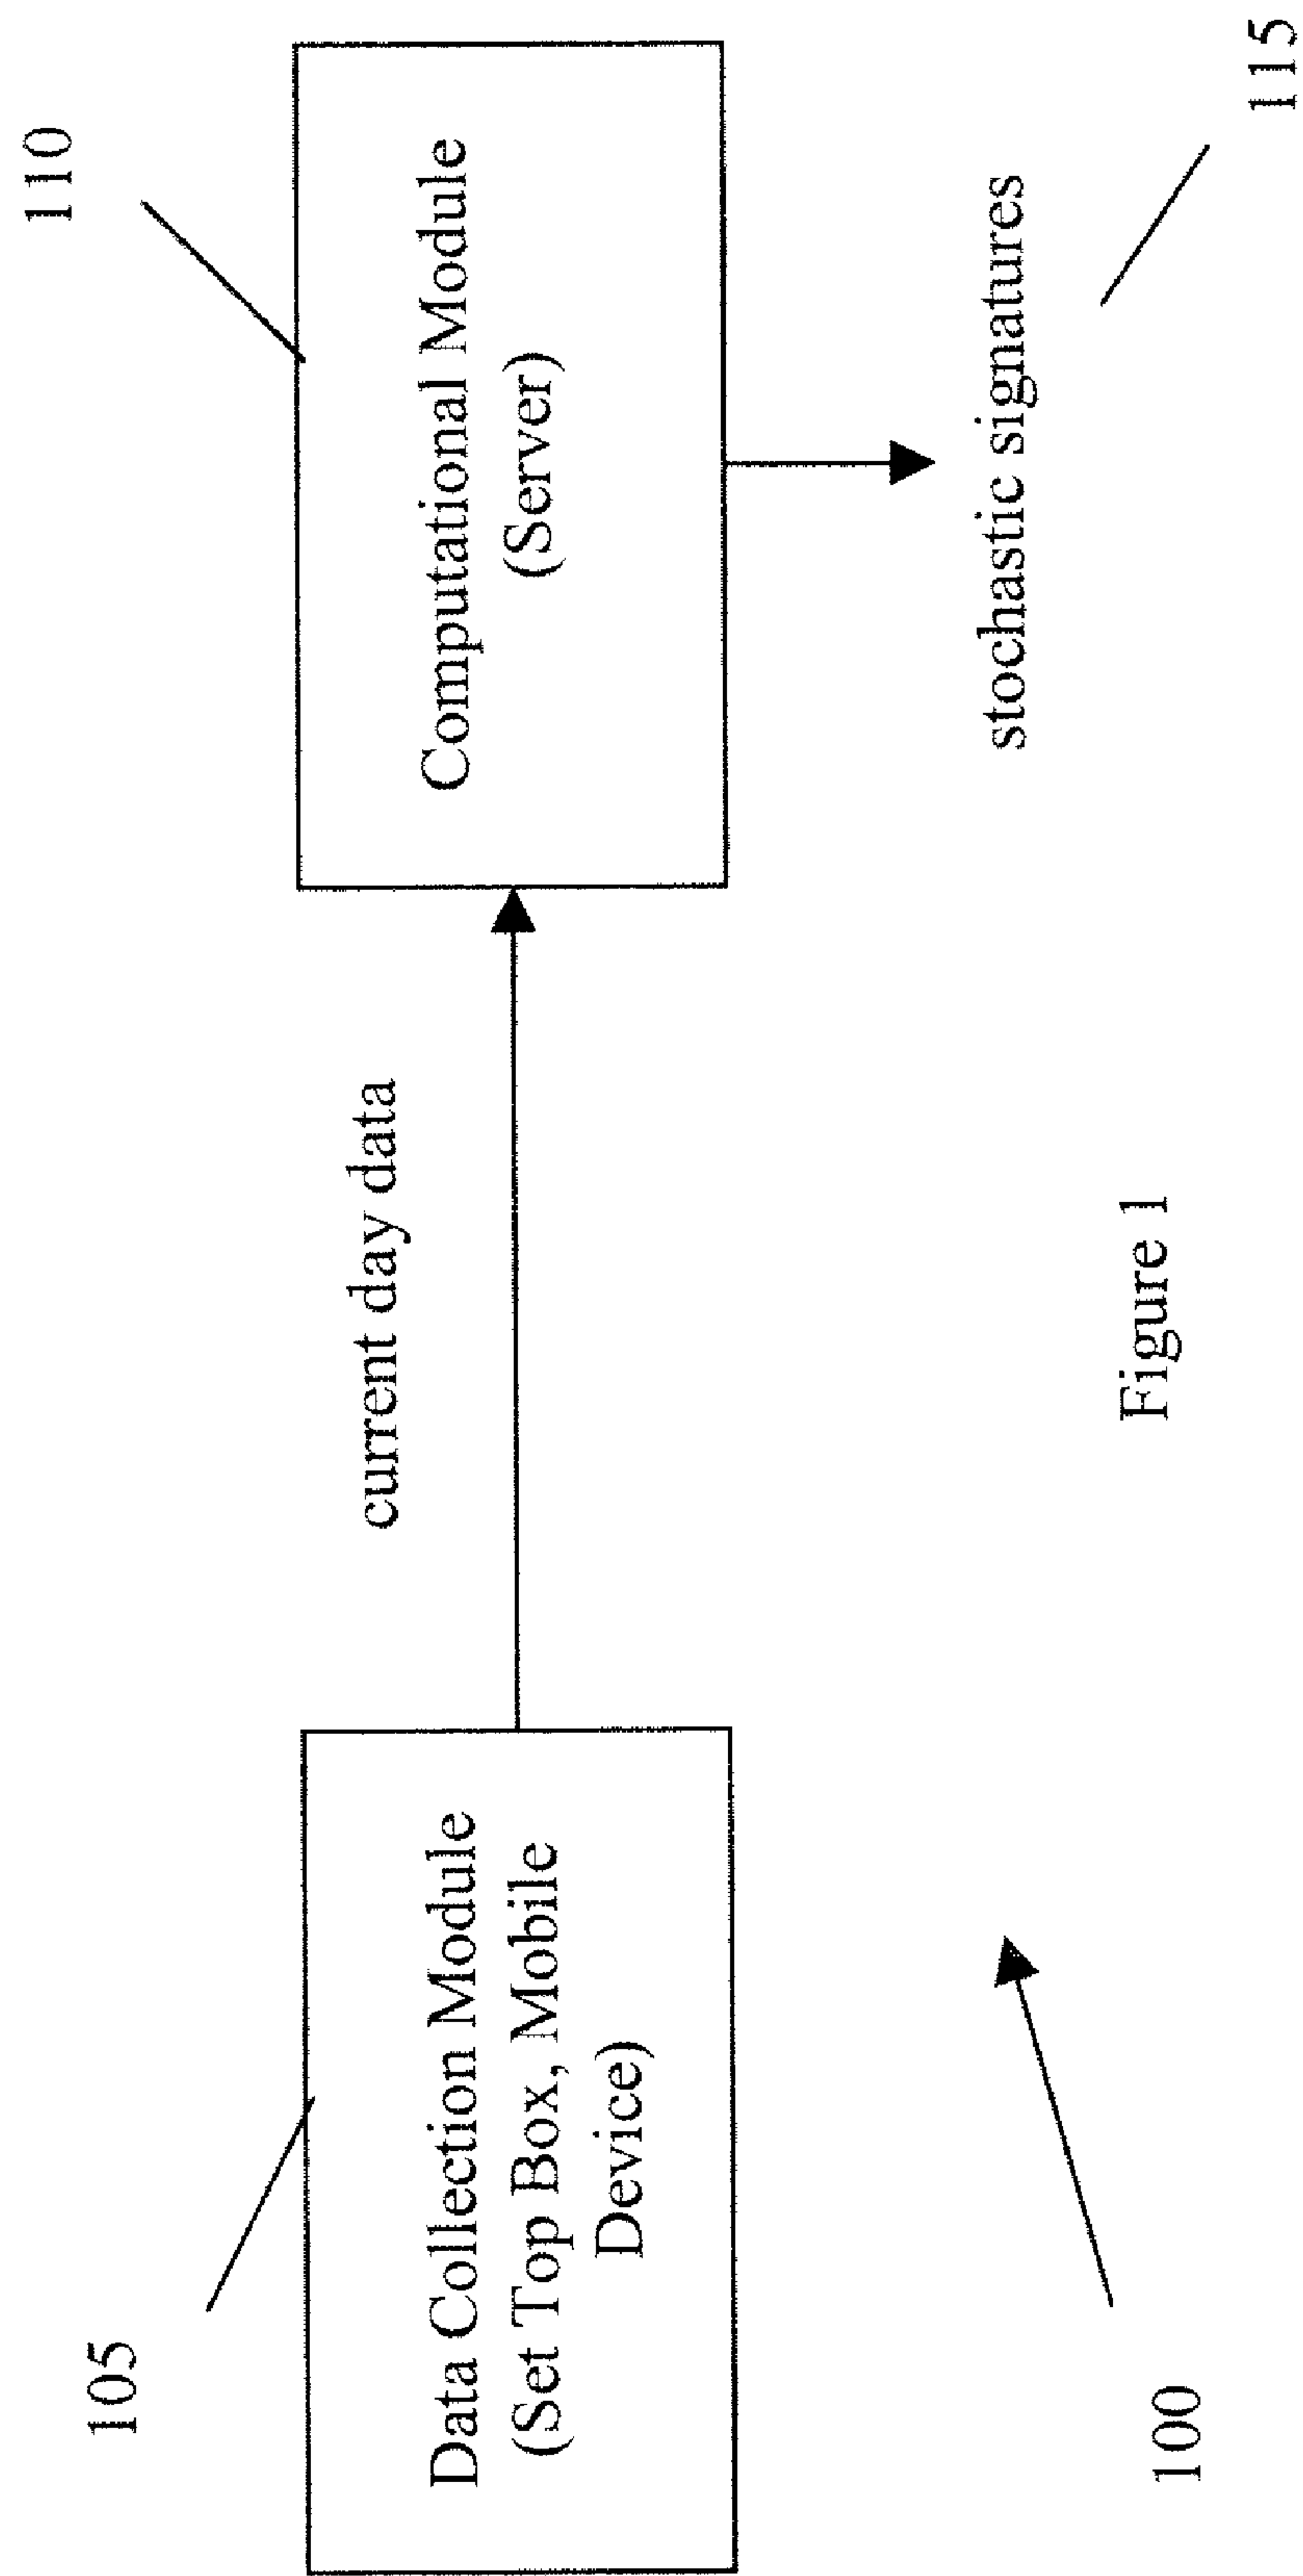 105
Data Collection Module
(Set Top Box, Mobile
Device)
current day data
110
Computational Module
(Server)
stochastic signatures
115
100
Figure 1